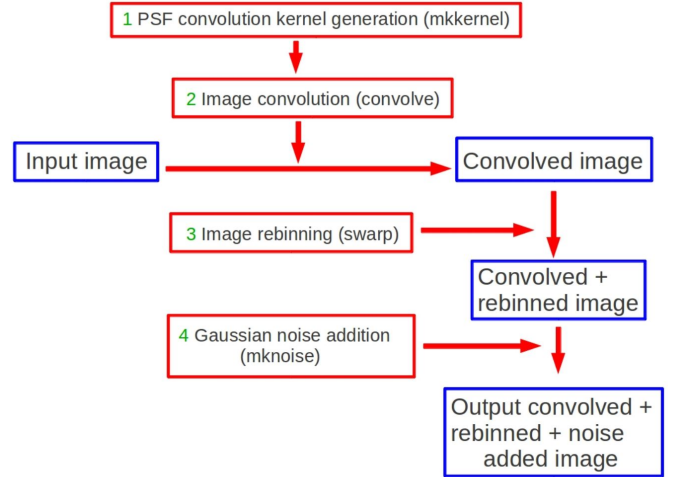 1 PSF convolution kernel generation (mkkernel)
2 Image convolution (convolve)
Input image
Convolved image
3 Image rebinning (swarp)
Convolved +
rebinned image
4 Gaussian noise addition
(mknoise)
Output convolved +
rebinned + noise
added image